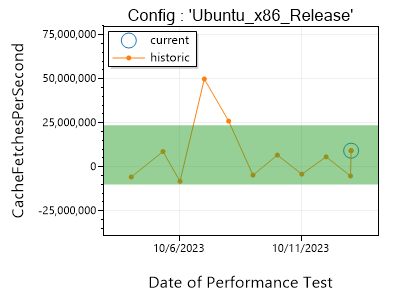 Config : 'Ubuntu_x86_Release'
75,000,000
50,000,000
25,000,000
0
-25,000,000
current
historic
CacheFetchesPerSecond
10/6/2023
10/11/2023
Date of Performance Test